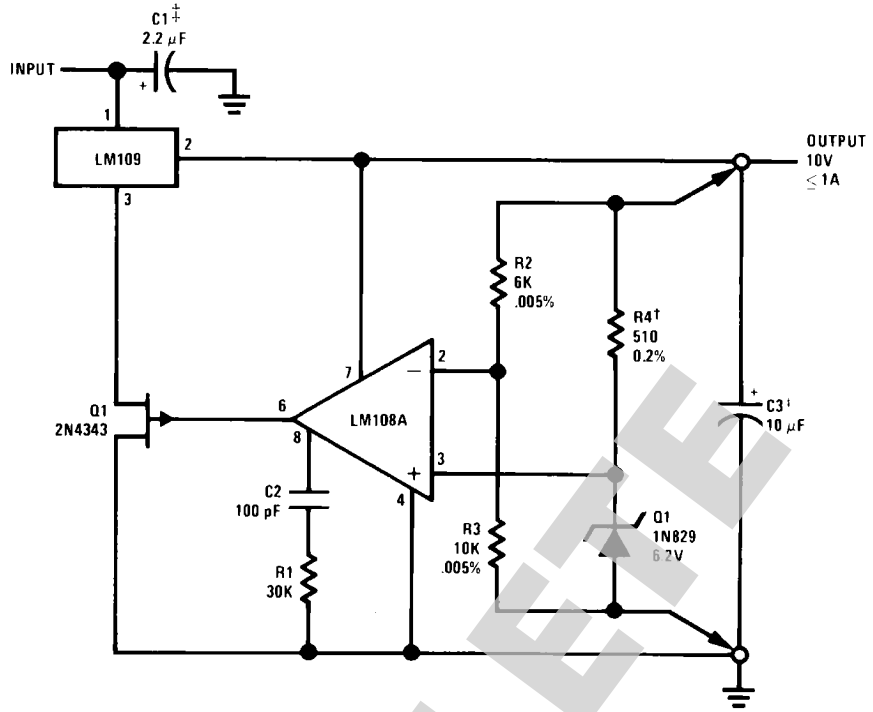 C1‡
2.2 μF
INPUT
+
1
LM109
2
3
OUTPUT
10V
≤ 1A
R2
6K
.005%
R4†
510
0.2%
2
7
−
Q1
2N4343
6
LM108A
8
+
C3‡
10 μF
3
+
4
C2
100 pF
R3
10K
.005%
Q1
1N829
6.2V
R1
30K
ETE